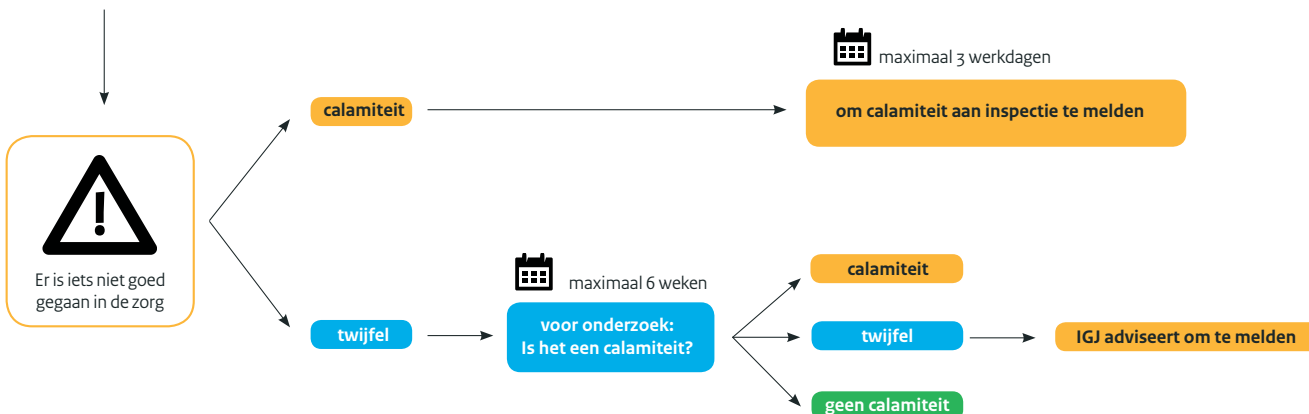 maximaal 3 werkdagen
calamiteit
om calamiteit aan inspectie te melden
Er is iets niet goed
gegaan in de zorg
maximaal 6 weken
twijfel
voor onderzoek:
Is het een calamiteit?
calamiteit
twijfel
IGJ adviseert om te melden
geen calamiteit